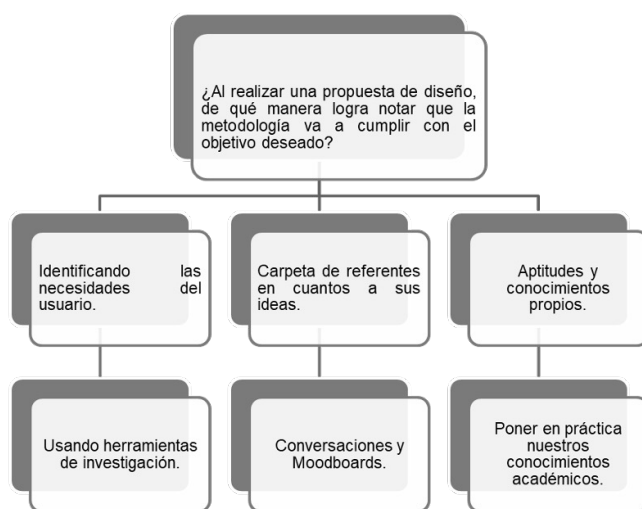 ¿Al realizar una propuesta de diseño,
de qué manera logra notar que la
metodología va a cumplir con el
objetivo deseado?
Identificando las
necesidades del
usuario.
Carpeta de referentes
en cuantos a sus
ideas.
Aptitudes y
conocimientos
propios.
Usando herramientas
de investigación.
Conversaciones y
Moodboards.
Poner en práctica
nuestros
conocimientos
académicos.